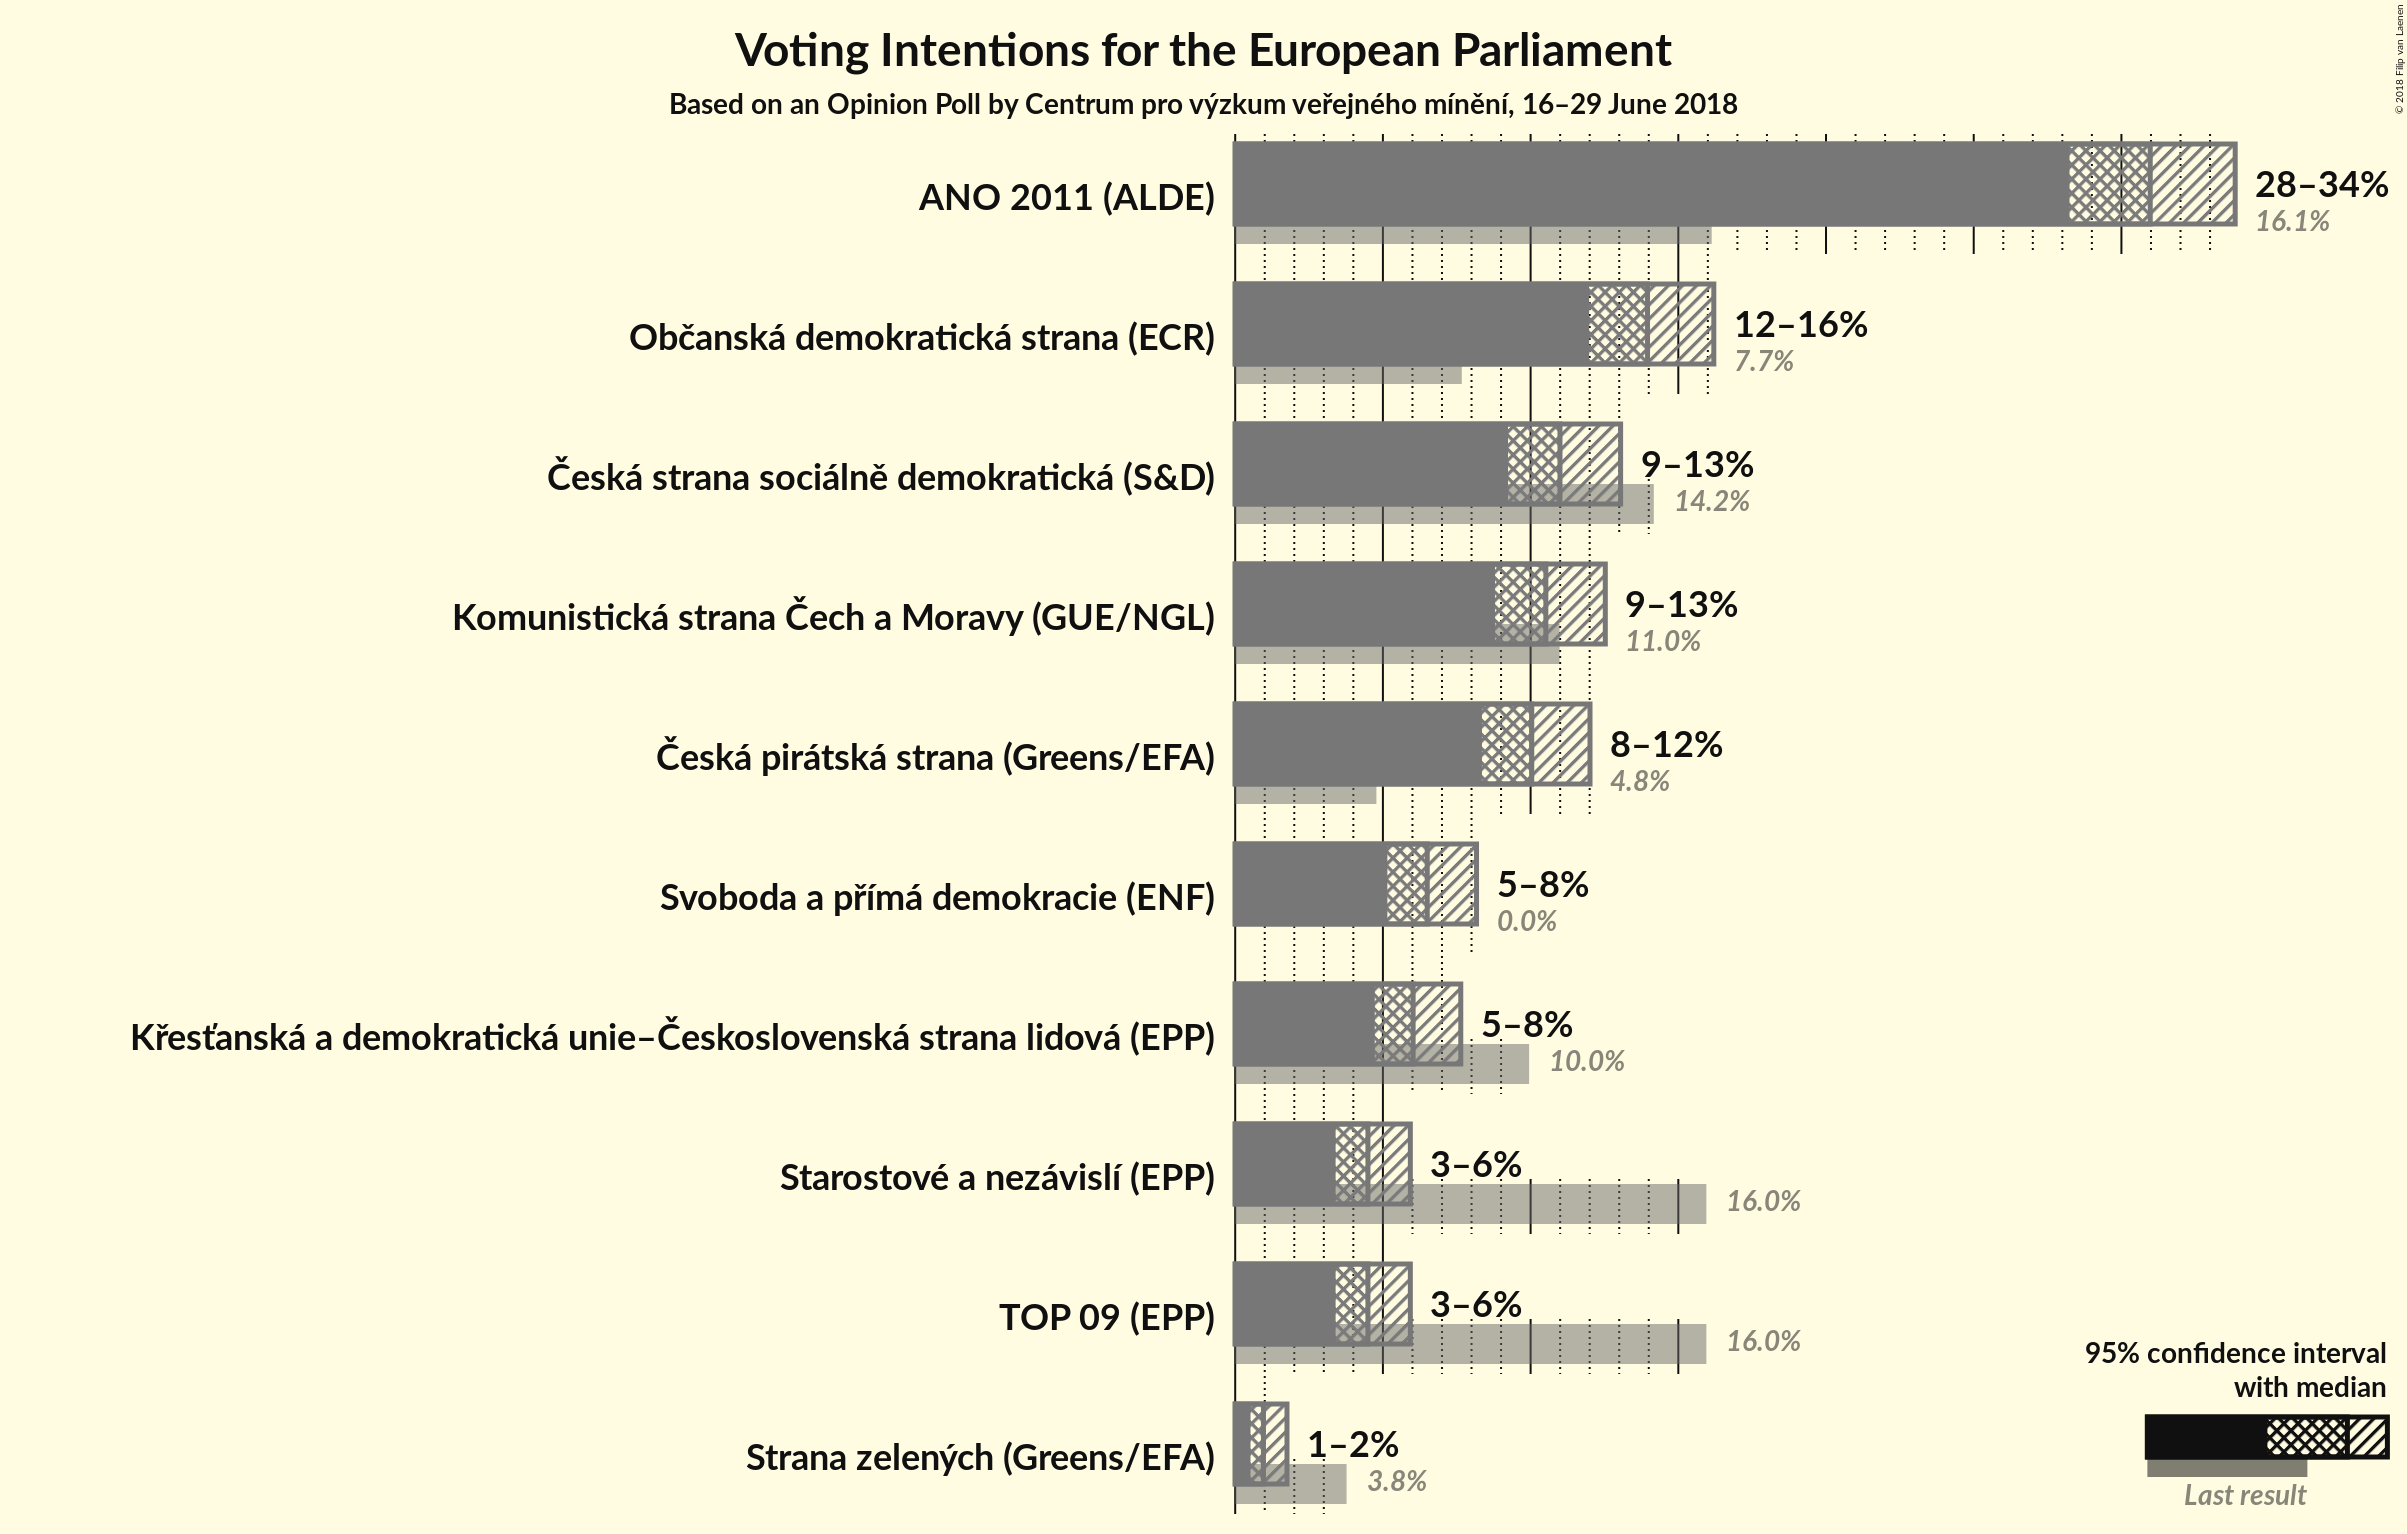 Voting Intentions for the European Parliament
Based on an Opinion Poll by Centrum pro výzkum veřejného mínění, 16–29 June 2018
© 2018 Filip van Laenen
ANO 2011 (ALDE)
28–34%
16.1%
Občanská demokratická strana (ECR)
12–16%
7.7%
Česká strana sociálně demokratická (S&D)
9–13%
14.2%
Komunistická strana Čech a Moravy (GUE/NGL)
9–13%
11.0%
Česká pirátská strana (Greens/EFA)
8–12%
4.8%
Svoboda a přímá demokracie (ENF)
5–8%
0.0%
Křesťanská a demokratická unie–Československá strana lidová (EPP)
5–8%
10.0%
Starostové a nezávislí (EPP)
3–6%
16.0%
TOP 09 (EPP)
3–6%
16.0%
Strana zelených (Greens/EFA)
1–2%
3.8%
95% confidence interval
with median
Last result